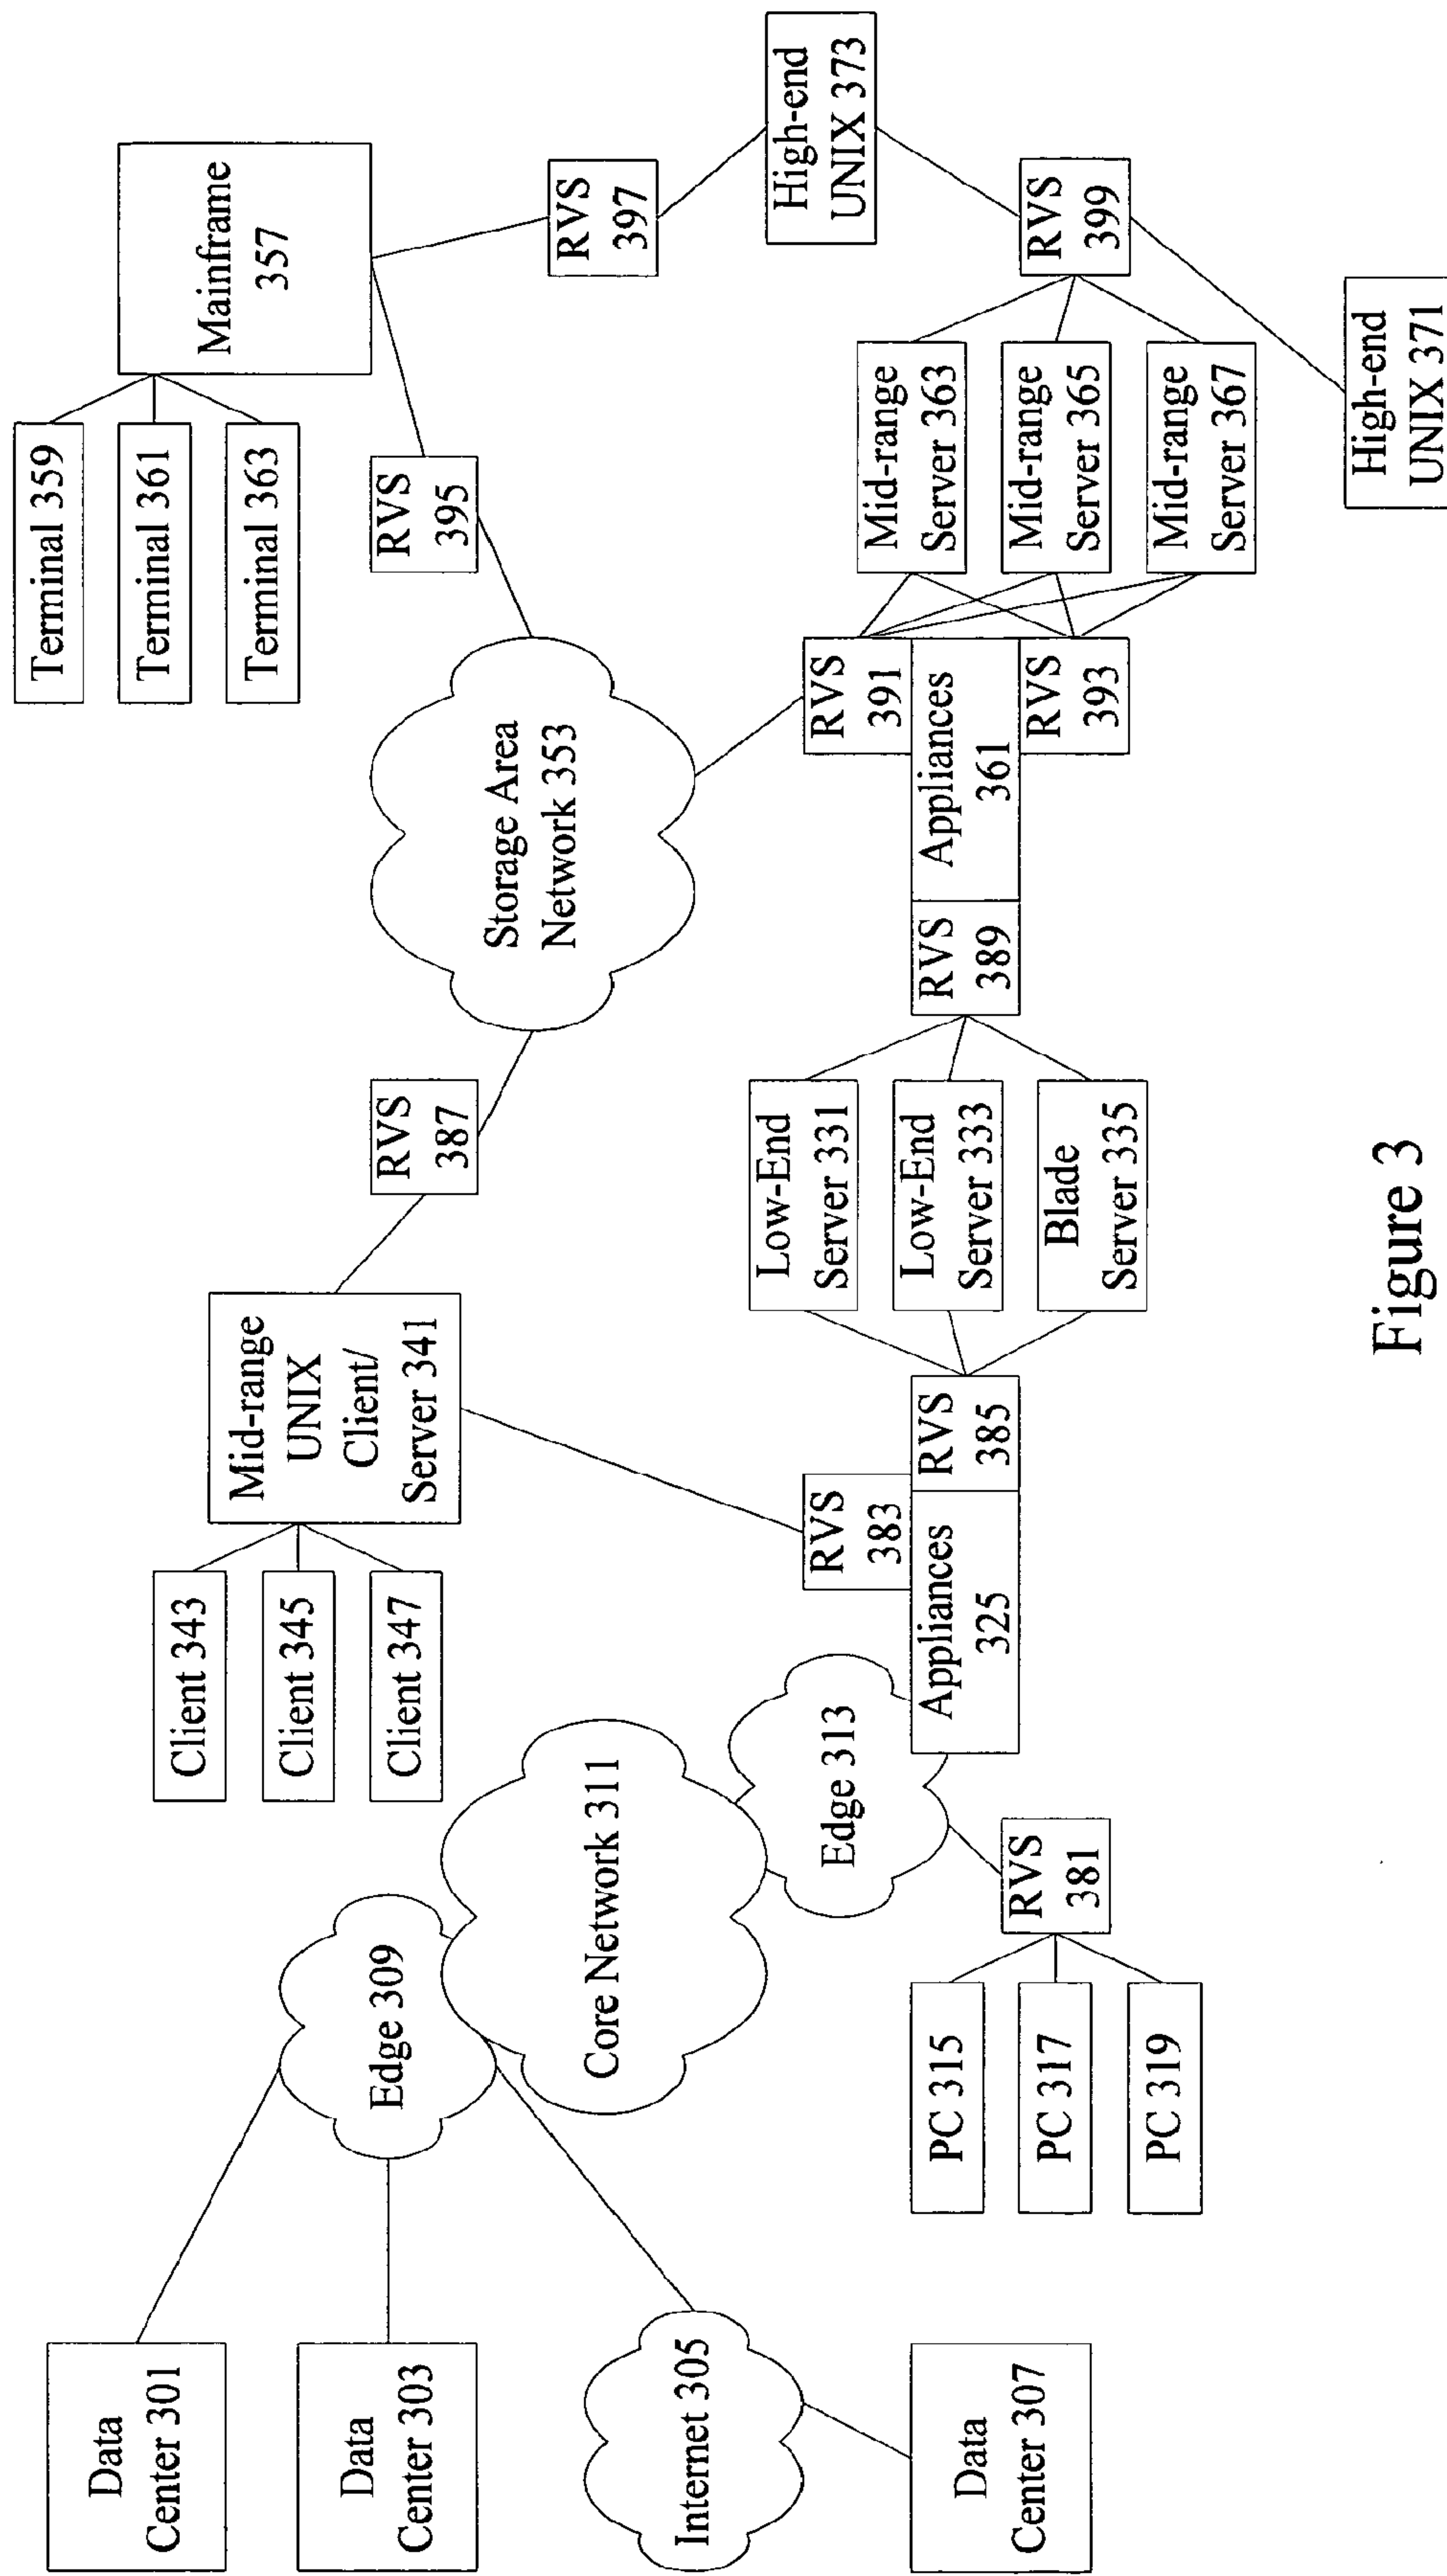 Data
Center 301
Data
Center 303
Internet 305
Data
Center 307
Edge 309
Core Network 311
Edge 313
PC 315
PC 317
PC 319
RVS
381
Client 343
Client 345
Client 347
Mid-range
UNIX
Client/
Server 341
Appliances
325
RVS
383
RVS
385
RVS
387
Low-End
Server 331
Low-End
Server 333
Blade
Server 335
Storage Area
Network 353
RVS
389
Appliances
361
RVS
391
RVS
393
Terminal 359
Terminal 361
Terminal 363
Mainframe
357
RVS
395
RVS
397
Mid-range
Server 363
Mid-range
Server 365
Mid-range
Server 367
RVS
399
High-end
UNIX 373
High-end
UNIX 371
Figure 3